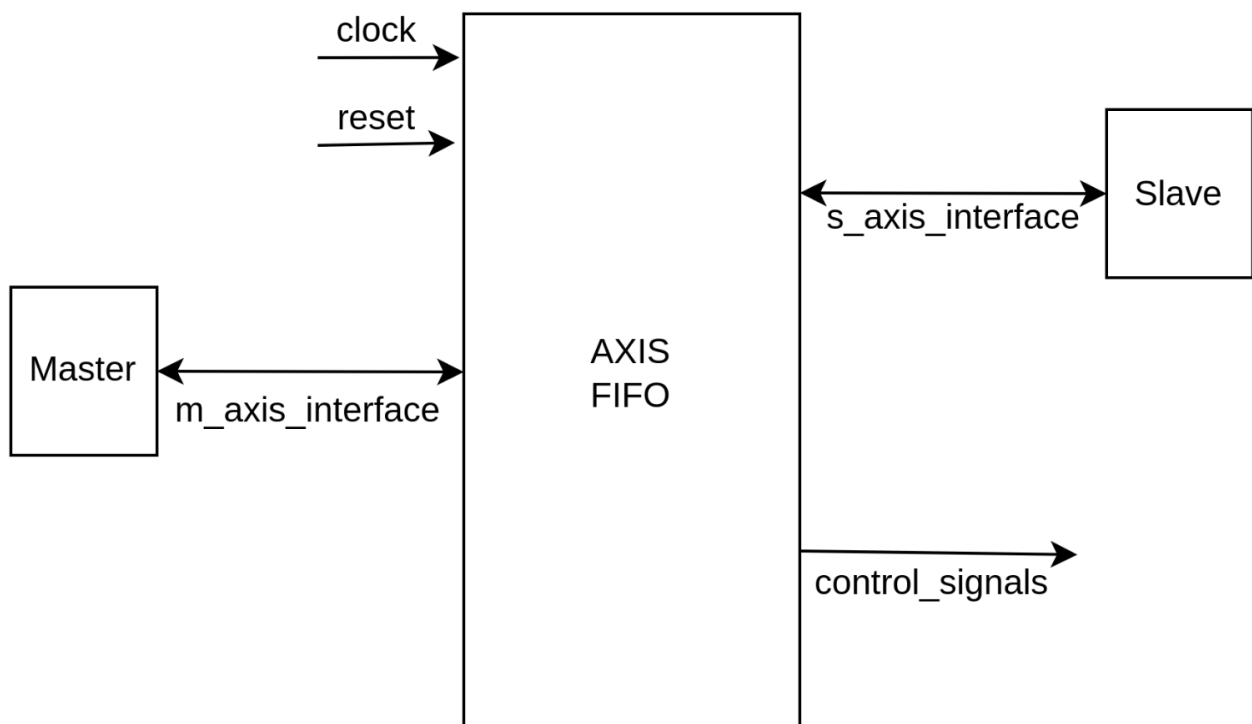 clock
reset
Slave
s_axis_interface
AXIS
FIFO
Master
m_axis_interface
control_signals